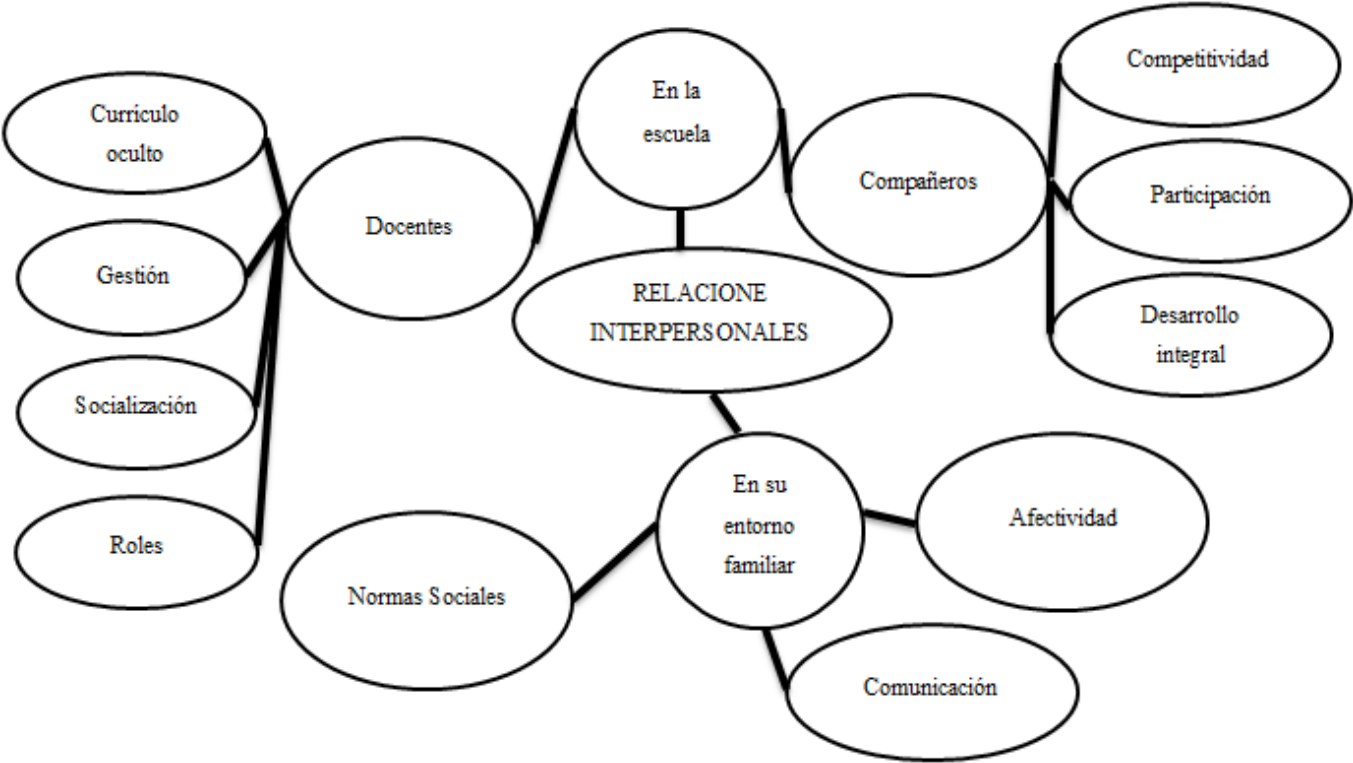 En la
escuela
Competitividad
Currículo
oculto
Compañeros
Participación
Docentes
Gestión
RELACIONE
INTERPERSONALES
Desarrollo
integral
Socialización
En su
entorno
familiar
Afectividad
Roles
Normas Sociales
Comunicación